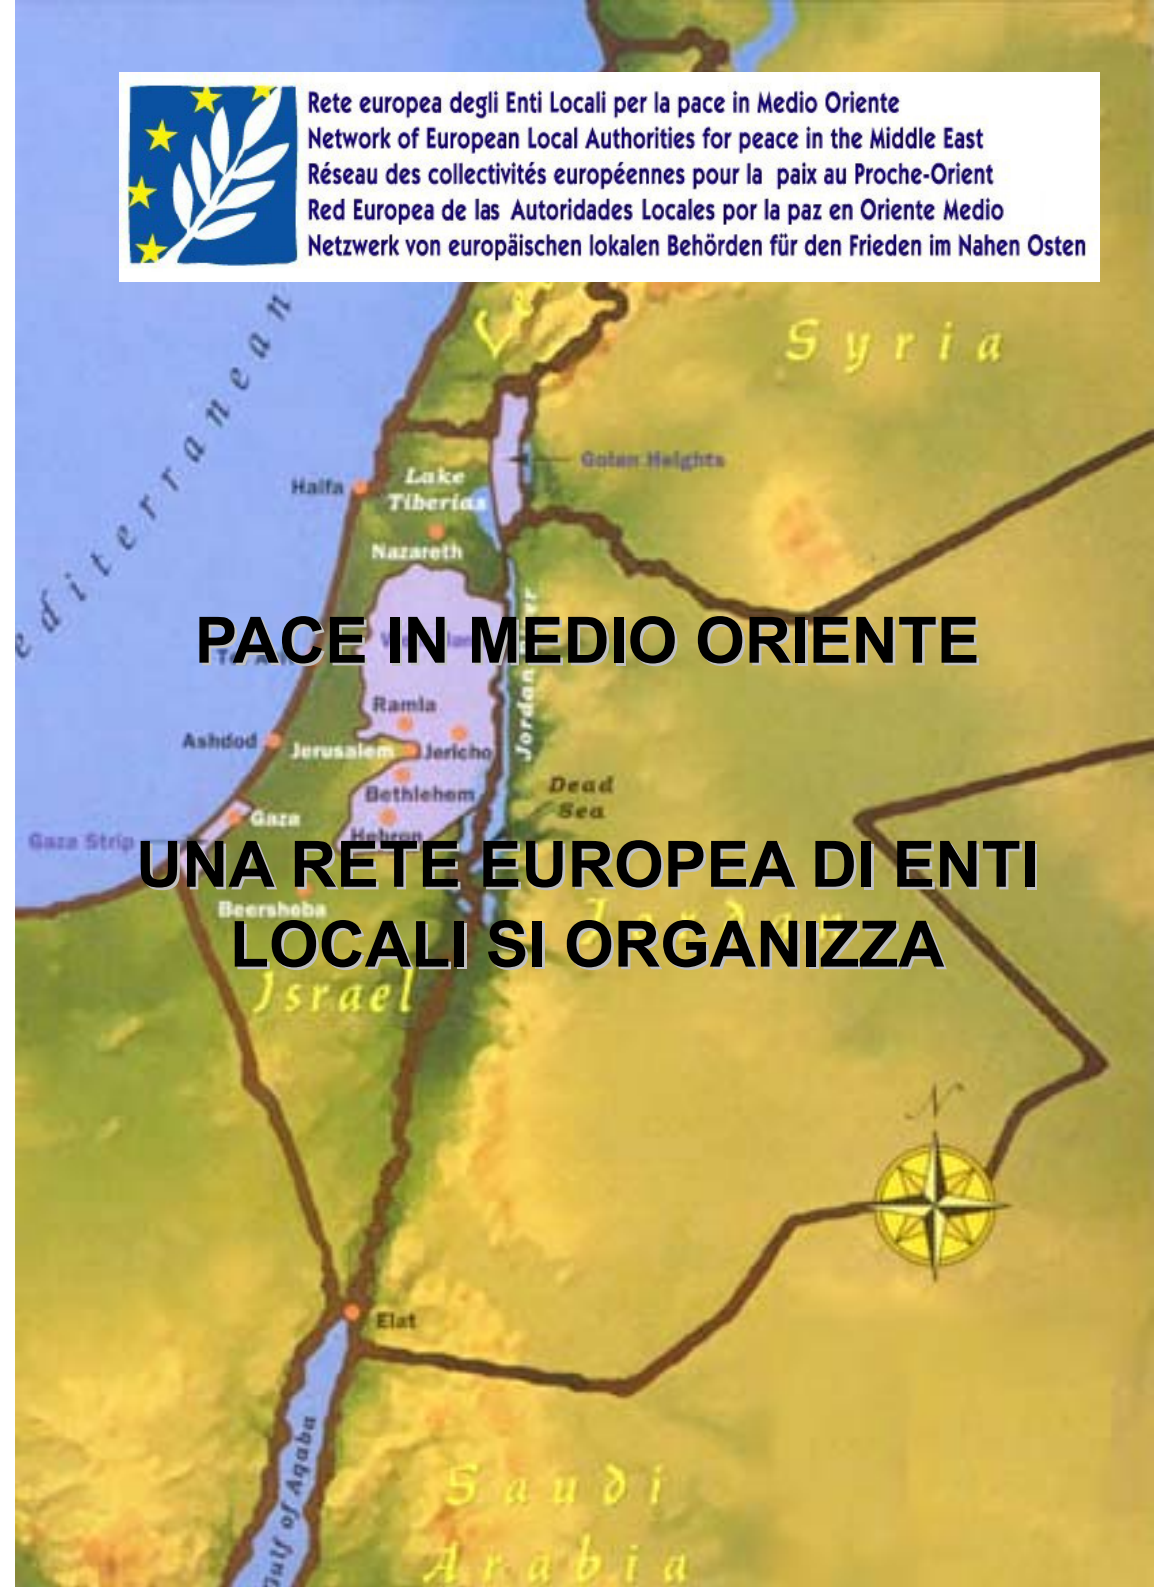 Rete europea degli Enti Locali per la pace in Medio Oriente
Network of European Local Authorities for peace in the Middle East
Réseau des collectivités européennes pour la paix au Proche-Orient
Red Europea de las Autoridades Locales por la paz en Oriente Medio
Netzwerk von europäischen lokalen Behörden für den Frieden im Nahen Osten
Syria
Golan Heights
Haifa
Lake
Tiberias
Nazareth
PACE IN MEDIO ORIENTE
Ramla
Ashdod
Jerusalem
Jericho
Dead
Sea
Bethlehem
Gaza
Gaza Strip
Hebron
UNA RETE EUROPEA DI ENTI
LOCALI SI ORGANIZZA
Beersheba
Jordan
Israel
N
Elat
Gulf of Aqaba
Saudi
Arabia